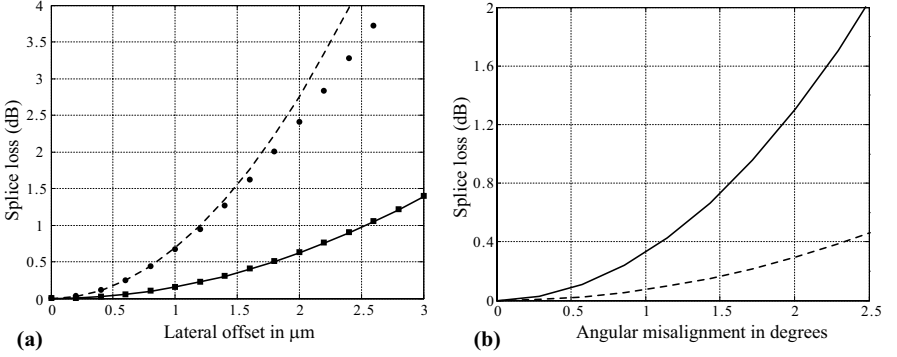 4
3.5
3
2.5
2
1.5
1
0.5
0
Splice loss (dB)
0 0.5 1 1.5 2 2.5 3
Lateral offset in μm
(a)
2
1.6
1.2
0.8
0.4
0
Splice loss (dB)
0 0.5 1 1.5 2 2.5
Angular misalignment in degrees
(b)